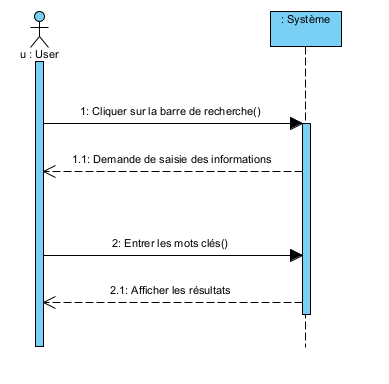 : Système
u : User
1: Cliquer sur la barre de recherche()
1.1: Demande de saisie des informations
2: Entrer les mots clés()
2.1: Afficher les résultats